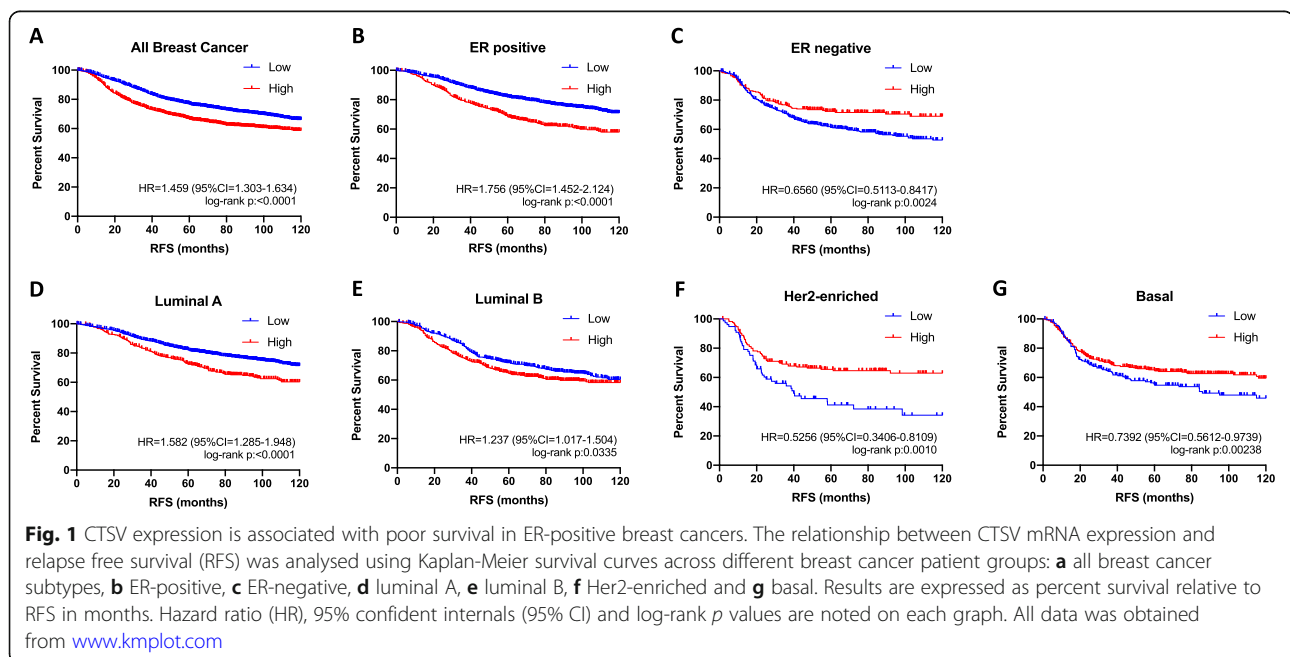 A
All Breast Cancer
Low
High
100
80
60
40
20
0
Percent Survival
HR=1.459 (95%CI=1.303-1.634)
log-rank p:<0.0001
0 20 40 60 80 100 120
RFS (months)
B
ER positive
Low
High
100
80
60
40
20
0
Percent Survival
HR=1.756 (95%CI=1.452-2.124)
log-rank p:<0.0001
0 20 40 60 80 100 120
RFS (months)
C
ER negative
Low
High
100
80
60
40
20
0
Percent Survival
HR=0.6560 (95%CI=0.5113-0.8417)
log-rank p:0.0024
0 20 40 60 80 100 120
RFS (months)
D
Luminal A
Low
High
100
80
60
40
20
0
Percent Survival
HR=1.582 (95%CI=1.285-1.948)
log-rank p:<0.0001
0 20 40 60 80 100 120
RFS (months)
E
Luminal B
Low
High
100
80
60
40
20
0
Percent Survival
HR=1.237 (95%CI=1.017-1.504)
log-rank p:0.0335
0 20 40 60 80 100 120
RFS (months)
F
Her2-enriched
Low
High
100
80
60
40
20
0
Percent Survival
HR=0.5256 (95%CI=0.3406-0.8109)
log-rank p:0.0010
0 20 40 60 80 100 120
RFS (months)
G
Basal
Low
High
100
80
60
40
20
0
Percent Survival
HR=0.7392 (95%CI=0.5612-0.9739)
log-rank p:0.00238
0 20 40 60 80 100 120
RFS (months)
Fig. 1 CTSV expression is associated with poor survival in ER-positive breast cancers. The relationship between CTSV mRNA expression and
relapse free survival (RFS) was analysed using Kaplan-Meier survival curves across different breast cancer patient groups: a all breast cancer
subtypes, b ER-positive, c ER-negative, d luminal A, e luminal B, f Her2-enriched and g basal. Results are expressed as percent survival relative to
RFS in months. Hazard ratio (HR), 95% confident internals (95% CI) and log-rank p values are noted on each graph. All data was obtained
from www.kmplot.com